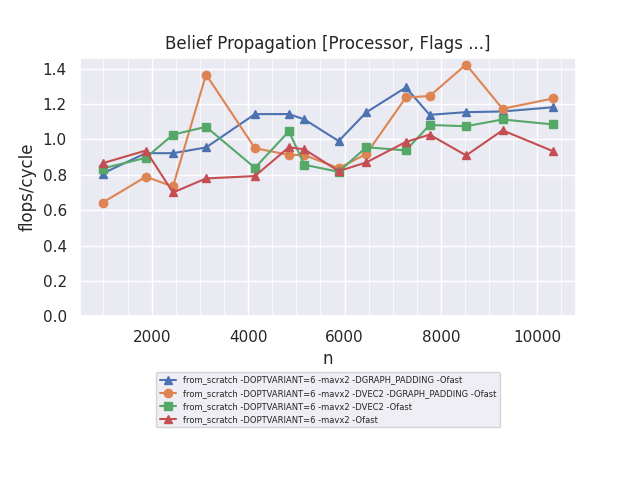 Belief Propagation [Processor, Flags ...]
1.4
1.2
1.0
0.8
0.6
0.4
0.2
0.0
flops/cycle
2000 4000 6000 8000 10000
n
from_scratch -DOPTVARIANT=6 -mavx2 -DGRAPH_PADDING -Ofast
from_scratch -DOPTVARIANT=6 -mavx2 -DVEC2 -DGRAPH_PADDING -Ofast
from_scratch -DOPTVARIANT=6 -mavx2 -DVEC2 -Ofast
from_scratch -DOPTVARIANT=6 -mavx2 -Ofast